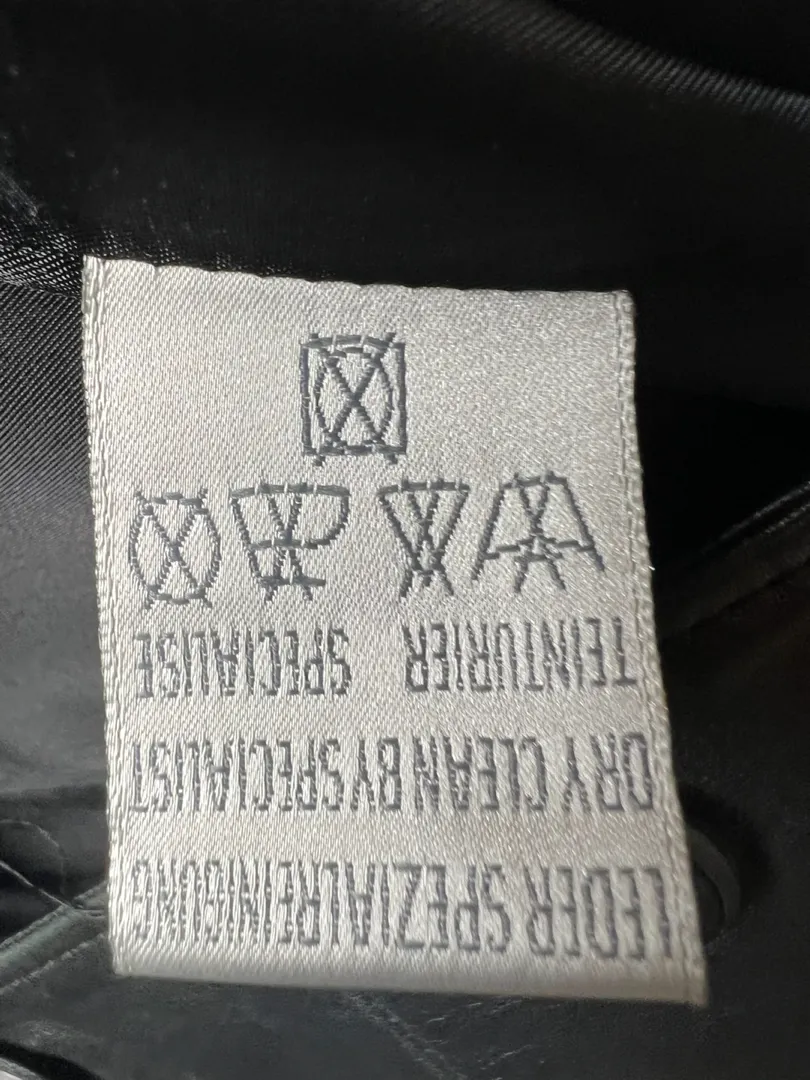 LEDER SPEZIALREINIGUNG
DRY CLEAN BY SPECIALIST
TEINTURIER SPECIALISE